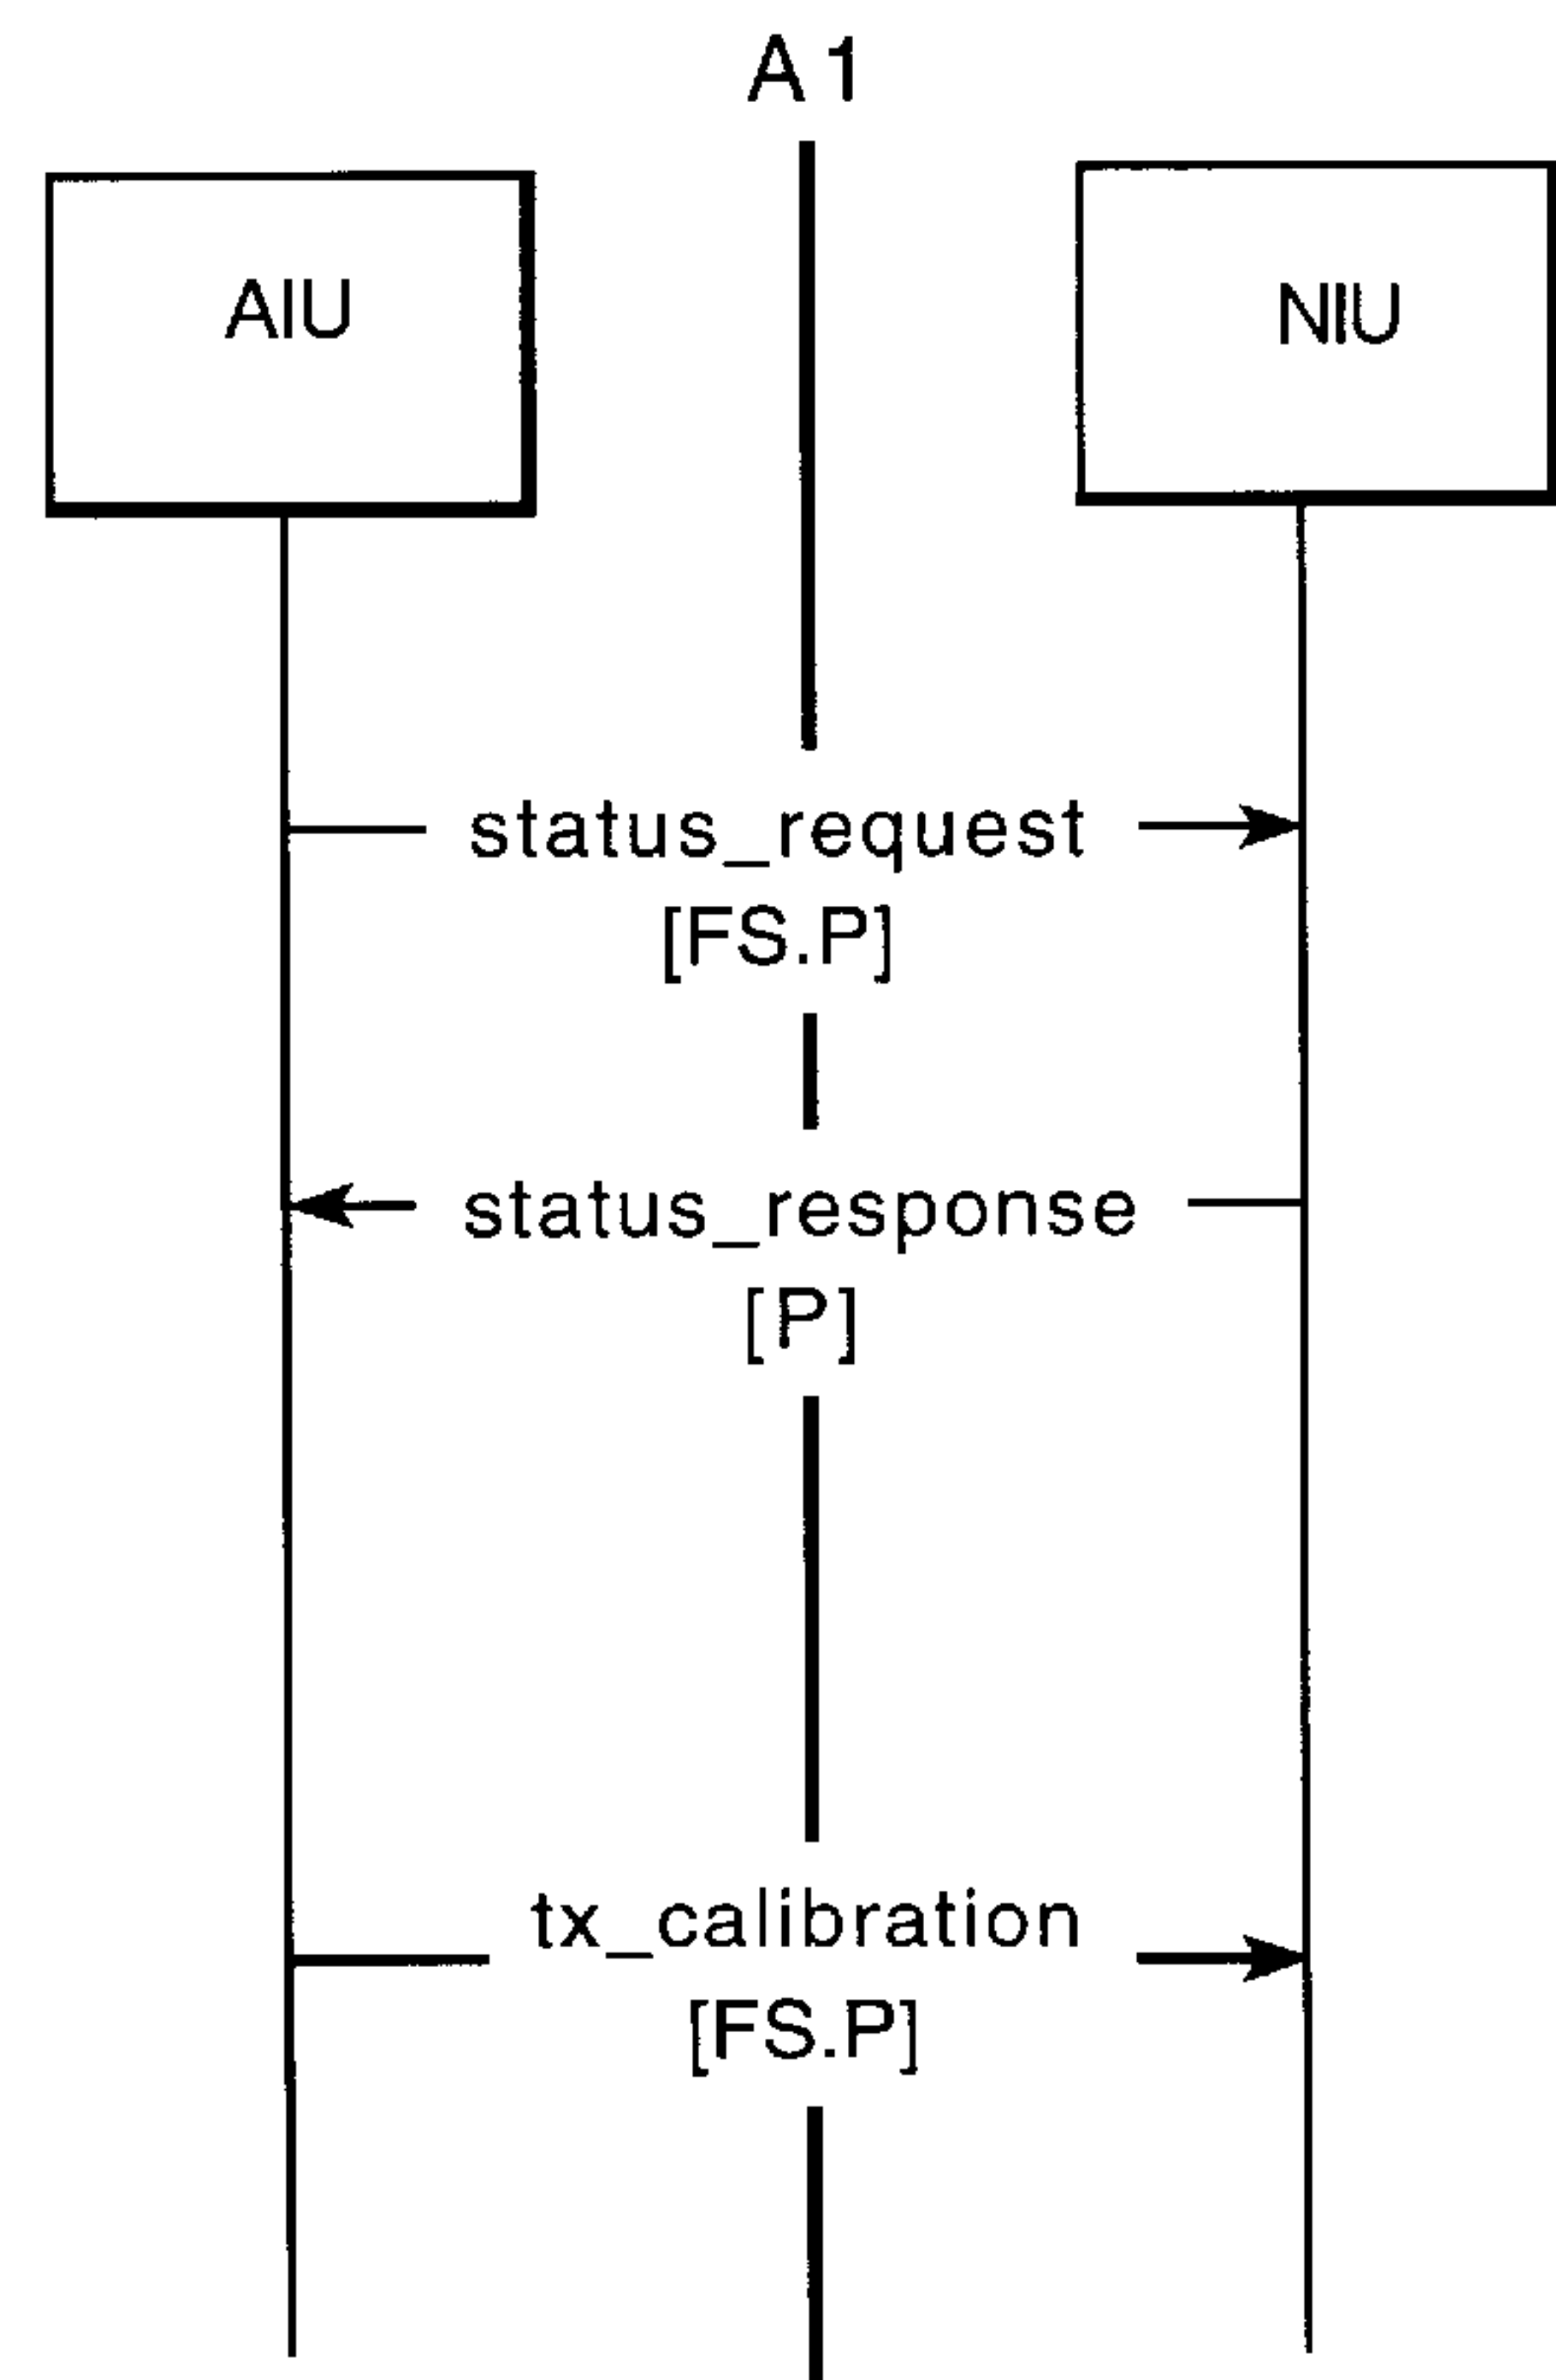 A1
AIU
NIU
status_request
[FS.P]
status_response
[P]
tx_calibration
[FS.P]